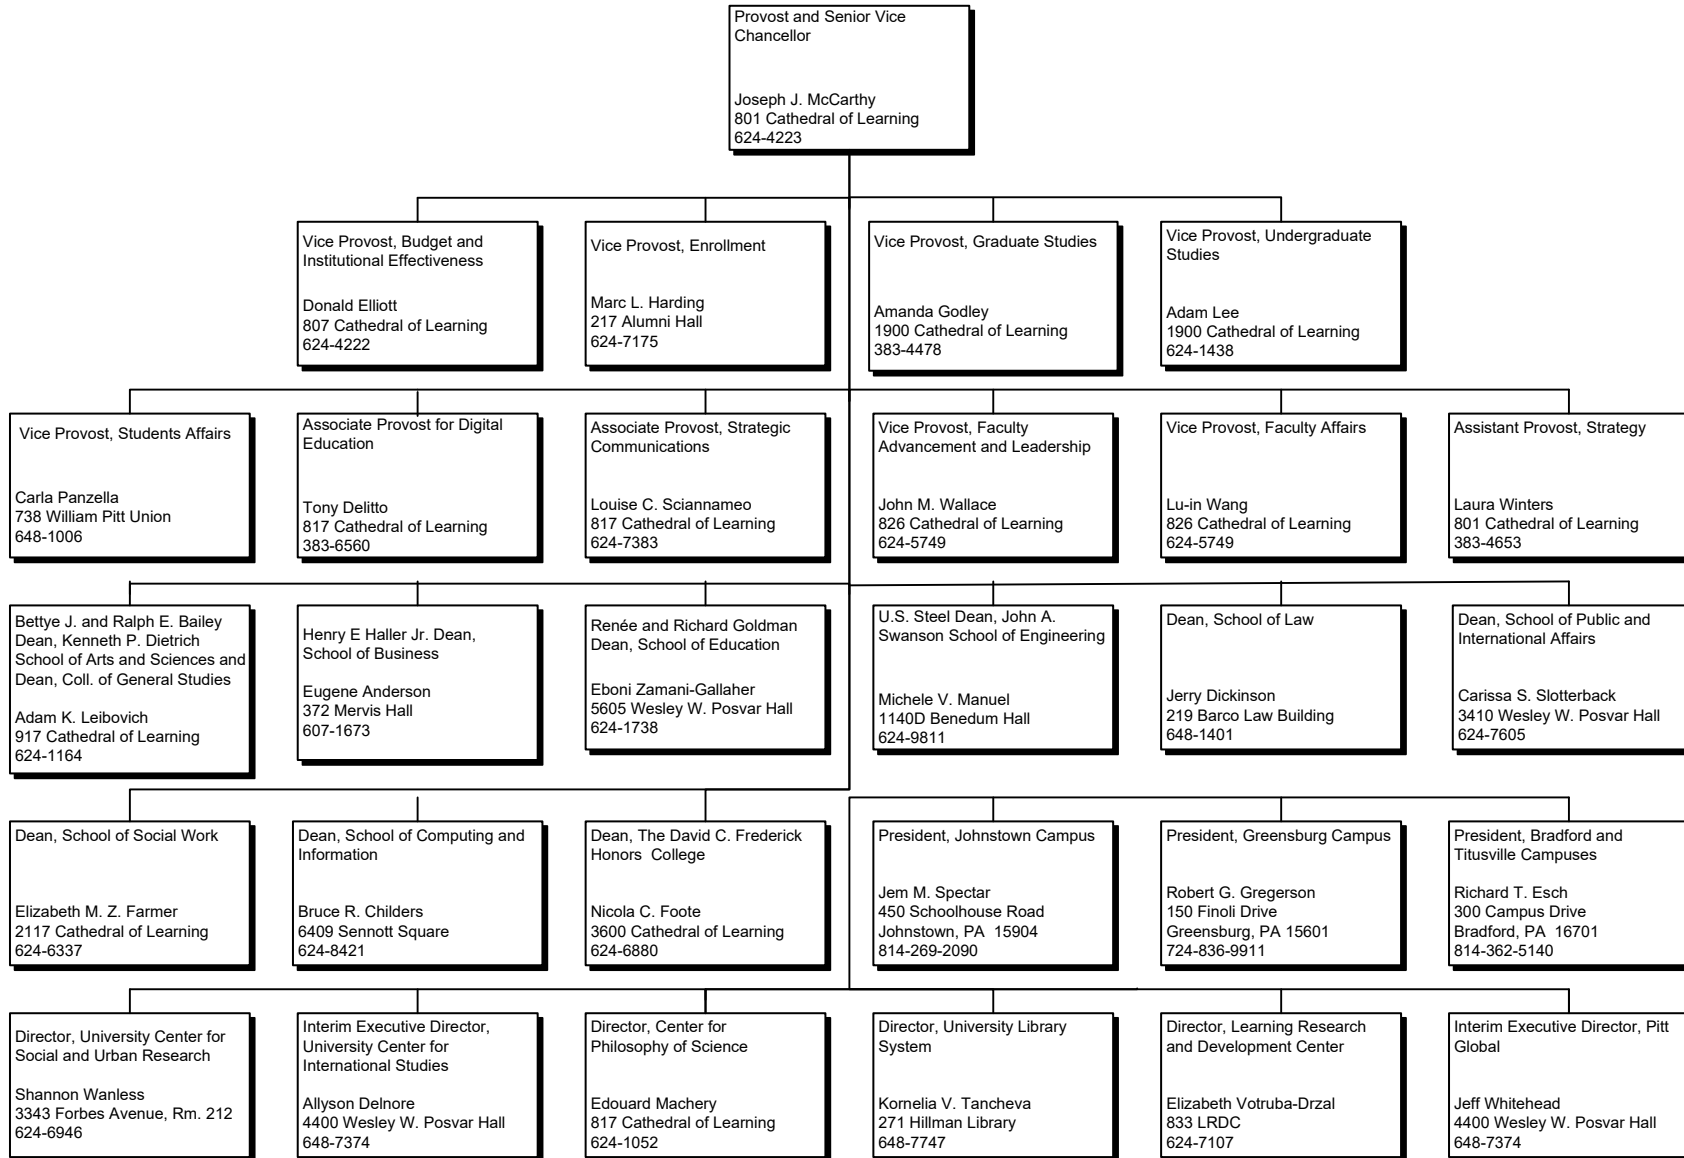 Provost and Senior Vice
Chancellor
Joseph J. McCarthy
801 Cathedral of Learning
624-4223
Vice Provost, Budget and
Institutional Effectiveness
Donald Elliott
807 Cathedral of Learning
624-4222
Vice Provost, Enrollment
Marc L. Harding
217 Alumni Hall
624-7175
Vice Provost, Graduate Studies
Amanda Godley
1900 Cathedral of Learning
383-4478
Vice Provost, Undergraduate
Studies
Adam Lee
1900 Cathedral of Learning
624-1438
Vice Provost, Students Affairs
Carla Panzella
738 William Pitt Union
648-1006
Associate Provost for Digital
Education
Tony Delitto
817 Cathedral of Learning
383-6560
Associate Provost, Strategic
Communications
Louise C. Sciannameo
817 Cathedral of Learning
624-7383
Vice Provost, Faculty
Advancement and Leadership
John M. Wallace
826 Cathedral of Learning
624-5749
Vice Provost, Faculty Affairs
Lu-in Wang
826 Cathedral of Learning
624-5749
Assistant Provost, Strategy
Laura Winters
801 Cathedral of Learning
383-4653
Bettye J. and Ralph E. Bailey
Dean, Kenneth P. Dietrich
School of Arts and Sciences and
Dean, Coll. of General Studies
Adam K. Leibovich
917 Cathedral of Learning
624-1164
Henry E Haller Jr. Dean,
School of Business
Eugene Anderson
372 Mervis Hall
607-1673
Renée and Richard Goldman
Dean, School of Education
Eboni Zamani-Gallaher
5605 Wesley W. Posvar Hall
624-1738
U.S. Steel Dean, John A.
Swanson School of Engineering
Michele V. Manuel
1140D Benedum Hall
624-9811
Dean, School of Law
Jerry Dickinson
219 Barco Law Building
648-1401
Dean, School of Public and
International Affairs
Carissa S. Slotterback
3410 Wesley W. Posvar Hall
624-7605
Dean, School of Social Work
Elizabeth M. Z. Farmer
2117 Cathedral of Learning
624-6337
Dean, School of Computing and
Information
Bruce R. Childers
6409 Sennott Square
624-8421
Dean, The David C. Frederick
Honors College
Nicola C. Foote
3600 Cathedral of Learning
624-6880
President, Johnstown Campus
Jem M. Spectar
450 Schoolhouse Road
Johnstown, PA 15904
814-269-2090
President, Greensburg Campus
Robert G. Gregerson
150 Finoli Drive
Greensburg, PA 15601
724-836-9911
President, Bradford and
Titusville Campuses
Richard T. Esch
300 Campus Drive
Bradford, PA 16701
814-362-5140
Director, University Center for
Social and Urban Research
Shannon Wanless
3343 Forbes Avenue, Rm. 212
624-6946
Interim Executive Director,
University Center for
International Studies
Allyson Delnore
4400 Wesley W. Posvar Hall
648-7374
Director, Center for
Philosophy of Science
Edouard Machery
817 Cathedral of Learning
624-1052
Director, University Library
System
Kornelia V. Tancheva
271 Hillman Library
648-7747
Director, Learning Research
and Development Center
Elizabeth Votruba-Drzal
833 LRDC
624-7107
Interim Executive Director, Pitt
Global
Jeff Whitehead
4400 Wesley W. Posvar Hall
648-7374